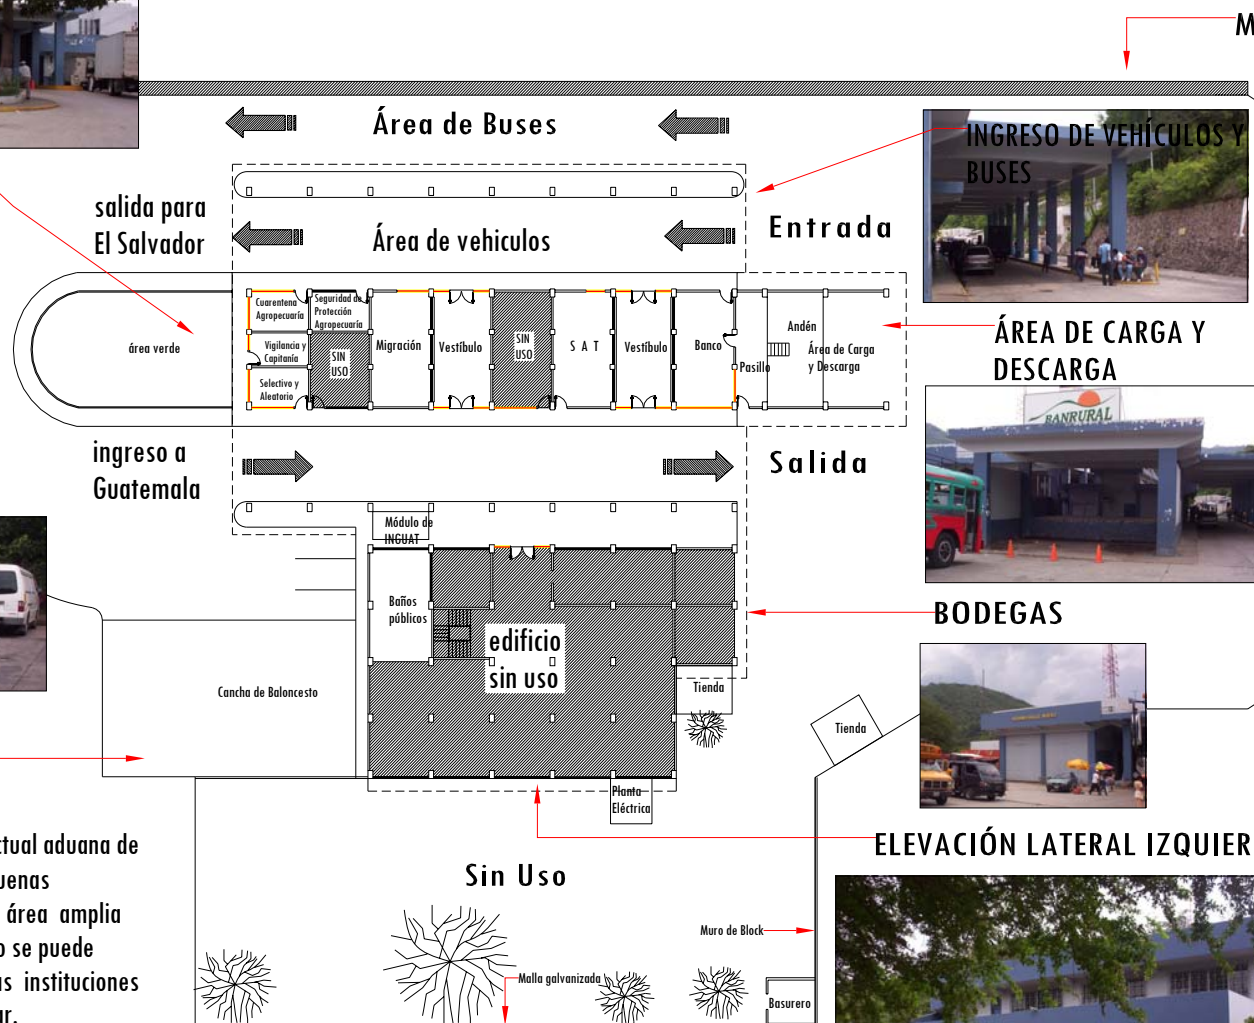 M
Área de Buses
INGRESO DE VEHÍCULOS Y
BUSES
salida para
El Salvador
Área de vehiculos
Entrada
área verde
Cuarentena
Agropecuaría
Seguridad de
Protección
Agropecuaría
Vigilancia y
Capitanía
SIN
USO
Selectivo y
Aleatorio
Migración
Vestíbulo
SIN
USO
S A T
Vestíbulo
Banco
Pasillo
Andén
Área de Carga
y Descarga
ÁREA DE CARGA Y
DESCARGA
BANRURAL
ingreso a
Guatemala
Salida
Módulo de
INGUAT
Baños
públicos
edificio
sin uso
BODEGAS
Cancha de Baloncesto
Tienda
Tienda
Planta
Eléctrica
ELEVACIÓN LATERAL IZQUIER
ctual aduana de
uenas
área amplia
o se puede
as instituciones
ar.
Sin Uso
Muro de Block
Malla galvanizada
Basurero